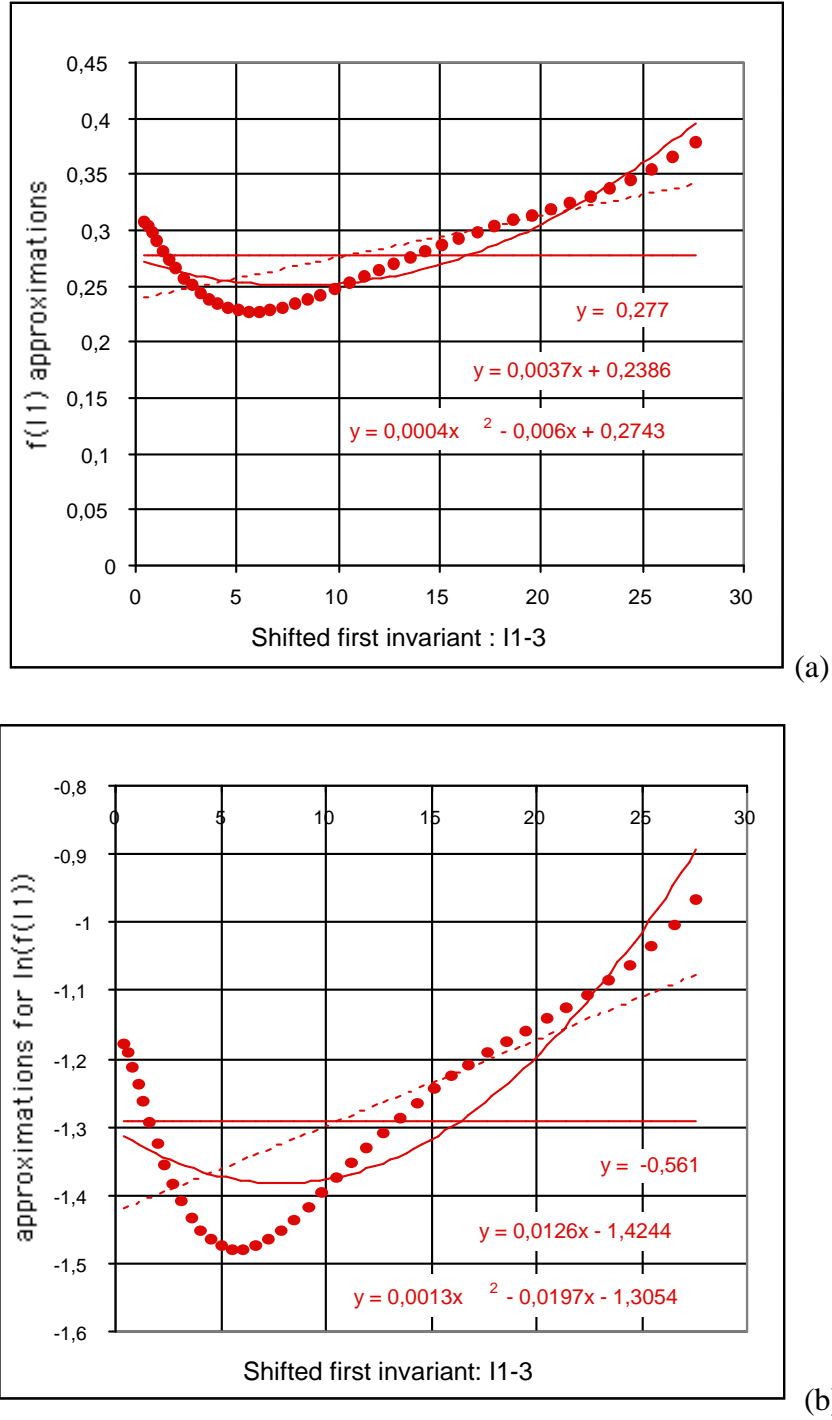 0,45
0,4
0,35
0,3
0,25
0,2
0,15
0,1
0,05
0
f(I1) approximations
y = 0,277
y = 0,0037x + 0,2386
y = 0,0004x 2 - 0,006x + 0,2743
0 5 10 15 20 25 30
Shifted first invariant : I1-3
(a)
-0,8
0 5 10 15 20 25 30
-0,9
-1
-1,1
-1,2
-1,3
-1,4
-1,5
-1,6
approximations for ln(f(I1))
y = -0,561
y = 0,0126x - 1,4244
y = 0,0013x 2 - 0,0197x - 1,3054
Shifted first invariant: I1-3
(b